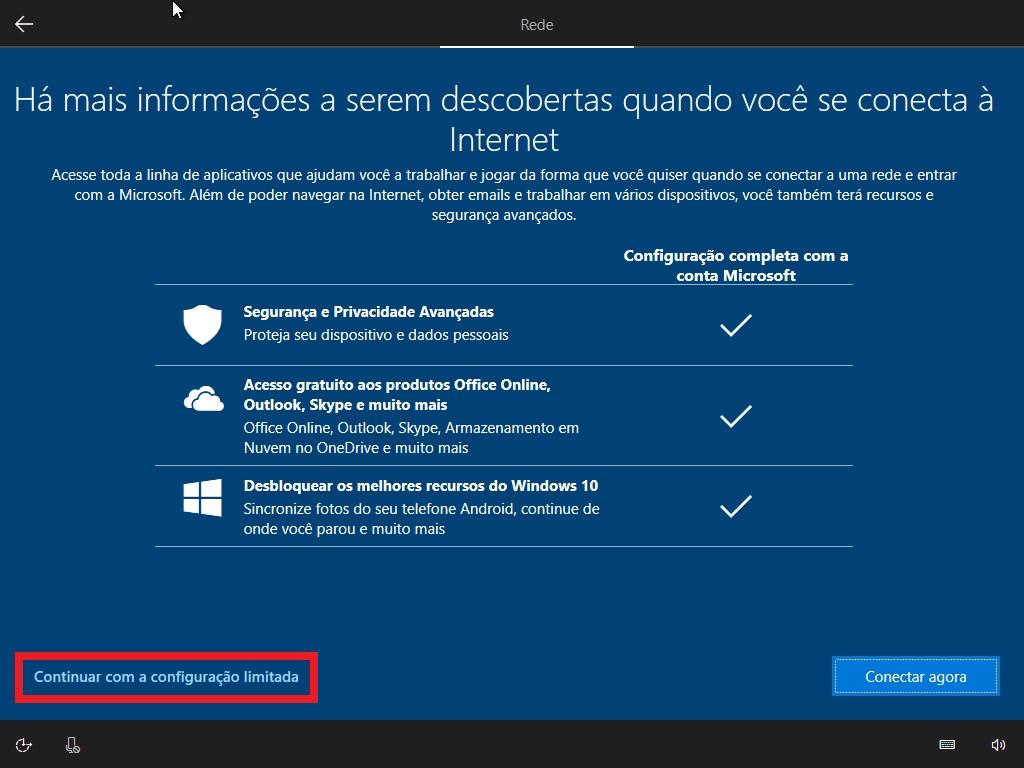 Rede
Há mais informações a serem descobertas quando você se conecta à
Internet
Acesse toda a linha de aplicativos que ajudam você a trabalhar e jogar da forma que você quiser quando se conectar a uma rede e entrar
com a Microsoft. Além de poder navegar na Internet, obter emails e trabalhar em vários dispositivos, você também terá recursos e
segurança avançados.
Configuração completa com a
conta Microsoft
Segurança e Privacidade Avançadas
Proteja seu dispositivo e dados pessoais
Acesso gratuito aos produtos Office Online,
Outlook, Skype e muito mais
Office Online, Outlook, Skype, Armazenamento em
Nuvem no OneDrive e muito mais
Desbloquear os melhores recursos do Windows 10
Sincronize fotos do seu telefone Android, continue de
onde você parou e muito mais
Continuar com a configuração limitada
Conectar agora